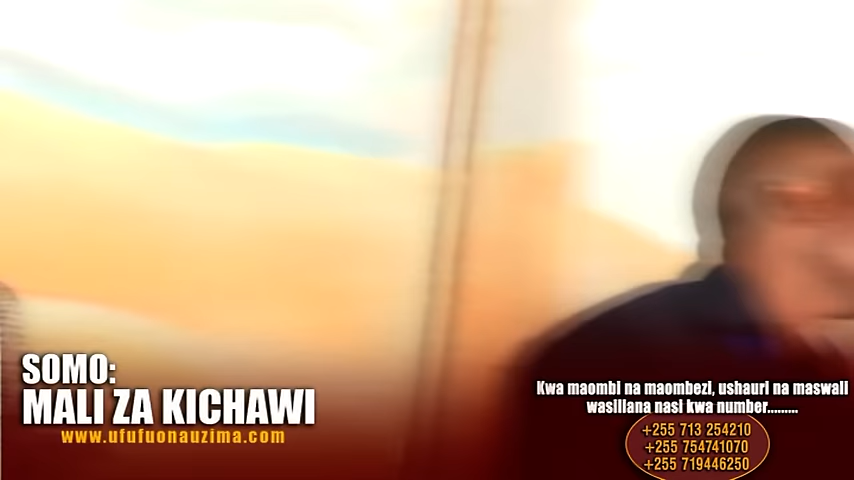 SOMO:
MALI ZA KICHAWI
www.ufufuonauzima.com
Kwa maombi na maombezi, ushauri na maswali
wasiliana nasi kwa number.........
+255 713 254210
+255 754741070
+255 719446250